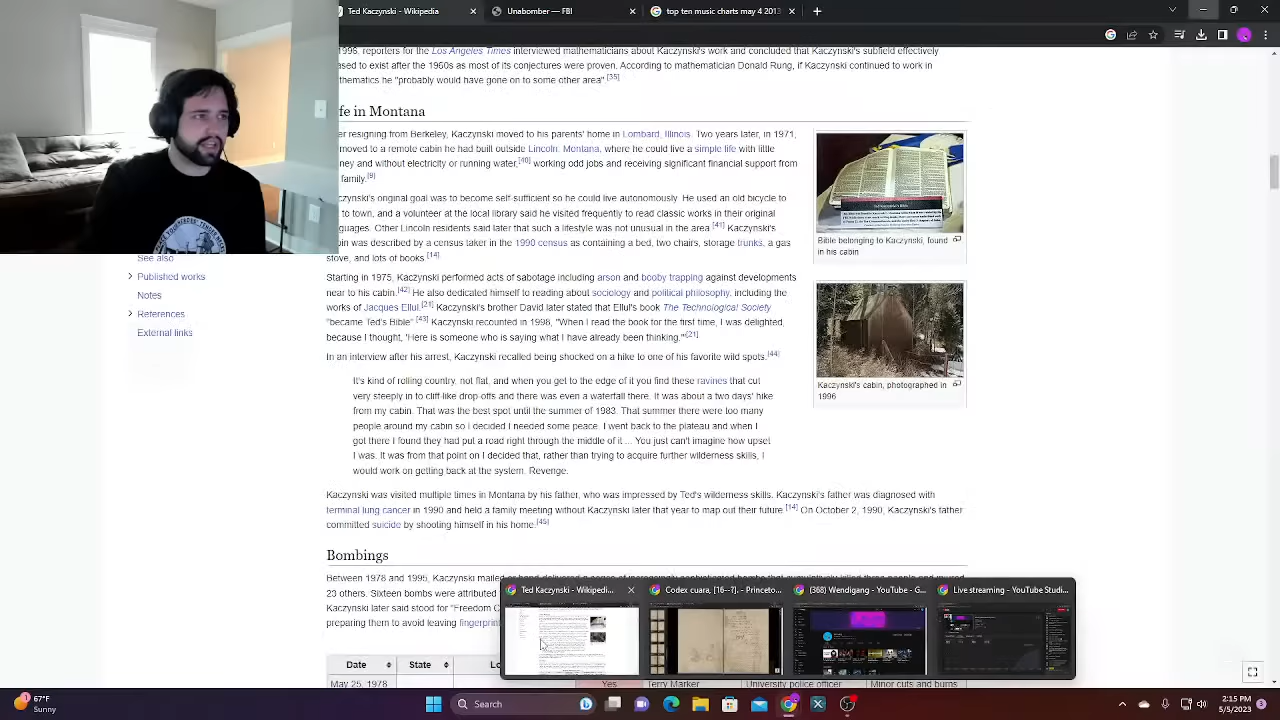 Ted Kaczynski - Wikipedia
Unabomber — FBI
top ten music charts may 4 2013
1996, reporters for the Los Angeles Times interviewed mathematicians about Kaczynski's work and concluded that Kaczynski's subfield effectively
ased to exist after the 1960s as most of its conjectures were proven. According to mathematician Donald Rung, if Kaczynski continued to work in
thematics he "probably would have gone on to some other area".[35]
fe in Montana
er resigning from Berkeley, Kaczynski moved to his parents' home in Lombard, Illinois. Two years later, in 1971,
moved to a remote cabin he had built outside Lincoln, Montana, where he could live a simple life with little
ney and without electricity or running water,[40] working odd jobs and receiving significant financial support from
family.[9]
czynski's original goal was to become self-sufficient so he could live autonomously. He used an old bicycle to
to town, and a volunteer at the local library said he visited frequently to read classic works in their original
guages. Other Lincoln residents said later that such a lifestyle was not unusual in the area.[41] Kaczynski's
bin was described by a census taker in the 1990 census as containing a bed, two chairs, storage trunks, a gas
stove, and lots of books.[14]
Starting in 1975, Kaczynski performed acts of sabotage including arson and booby trapping against developments
near to his cabin.[42] He also dedicated himself to reading about sociology and political philosophy, including the
works of Jacques Ellul.[21] Kaczynski's brother David later stated that Ellul's book The Technological Society
"became Ted's Bible".[43] Kaczynski recounted in 1998, "When I read the book for the first time, I was delighted,
because I thought, 'Here is someone who is saying what I have already been thinking.'"[21]
In an interview after his arrest, Kaczynski recalled being shocked on a hike to one of his favorite wild spots:[44]
It's kind of rolling country, not flat, and when you get to the edge of it you find these ravines that cut
very steeply in to cliff-like drop-offs and there was even a waterfall there. It was about a two days' hike
from my cabin. That was the best spot until the summer of 1983. That summer there were too many
people around my cabin so I decided I needed some peace. I went back to the plateau and when I
got there I found they had put a road right through the middle of it ... You just can't imagine how upset
I was. It was from that point on I decided that, rather than trying to acquire further wilderness skills, I
would work on getting back at the system. Revenge.
Kaczynski was visited multiple times in Montana by his father, who was impressed by Ted's wilderness skills. Kaczynski's father was diagnosed with
terminal lung cancer in 1990 and held a family meeting without Kaczynski later that year to map out their future.[14] On October 2, 1990, Kaczynski's father
committed suicide by shooting himself in his home.[45]
Bible belonging to Kaczynski, found
in his cabin
Kaczynski's cabin, photographed in
1996
See also
Published works
Notes
References
External links
Bombings
Between 1978 and 1995, Kaczynski mailed
23 others. Sixteen bombs were attributed to
Kaczynski later said stood for "Freedom C
prepared them to avoid leaving fingerprin
State
May 25, 1978
Yes
Terry Marker
University police officer
Minor cuts and burns
Ted Kaczynski - Wikipedi...
Codex cuara, [16--?]. - Princeto...
(368) Wendigang - YouTube - G...
Live streaming - YouTube Studi...
67°F
Sunny
Search
2:15 PM
5/5/2023